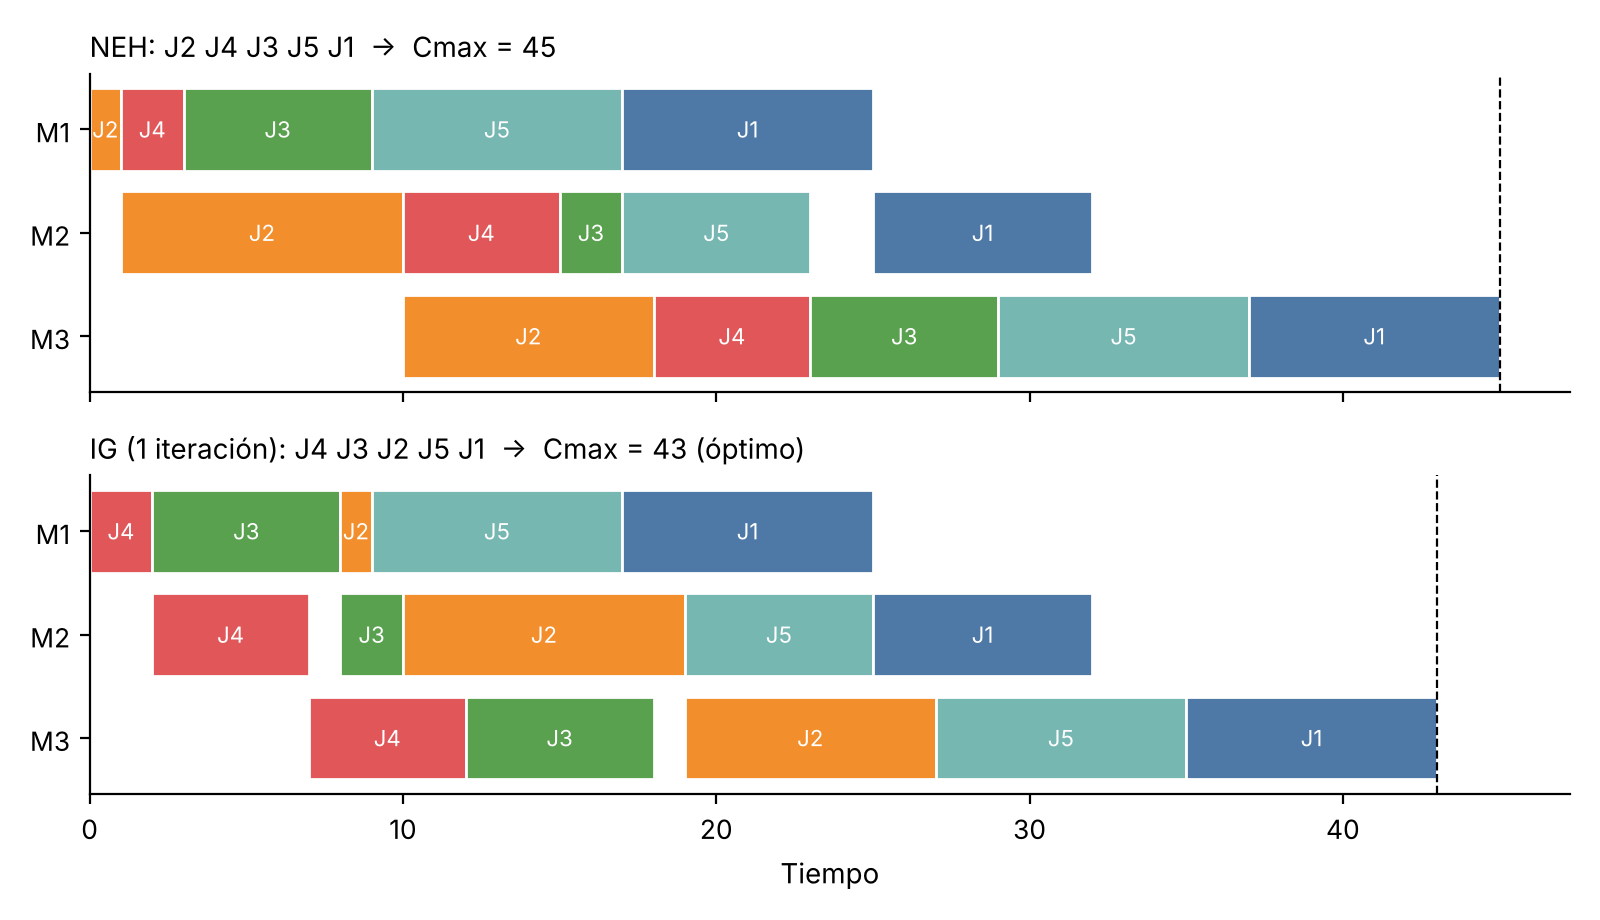 NEH: J2 J4 J3 J5 J1 → Cmax = 45
M1 J2 J4 J3 J5 J1
M2 J2 J4 J3 J5 J1
M3 J2 J4 J3 J5 J1
IG (1 iteración): J4 J3 J2 J5 J1 → Cmax = 43 (óptimo)
M1 J4 J3 J2 J5 J1
M2 J4 J3 J2 J5 J1
M3 J4 J3 J2 J5 J1
0 10 20 30 40
Tiempo